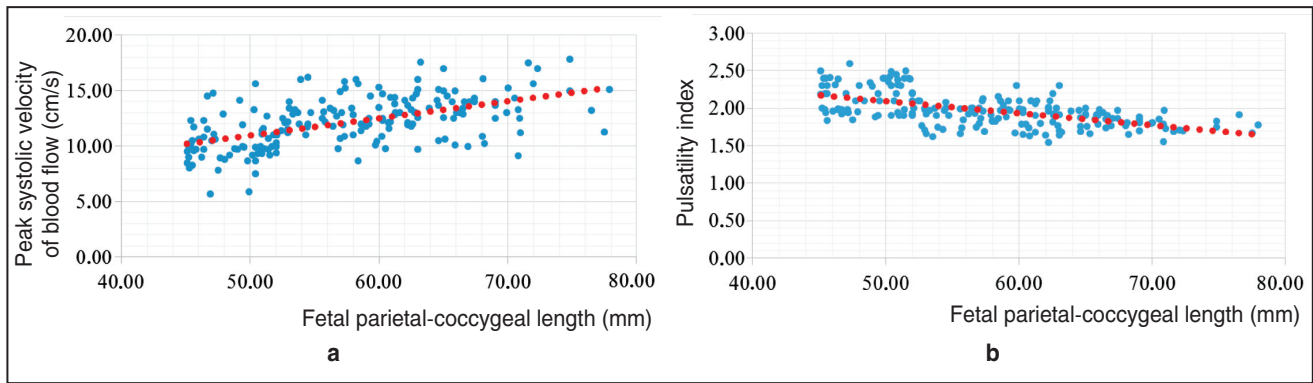 20.00
15.00
10.00
5.00
0.00
40.00 50.00 60.00 70.00 80.00
Peak systolic velocity
of blood flow (cm/s)
Fetal parietal-coccygeal length (mm)
a
3.00
2.50
2.00
1.50
1.00
0.50
0.00
40.00 50.00 60.00 70.00 80.00
Pulsatility index
Fetal parietal-coccygeal length (mm)
b